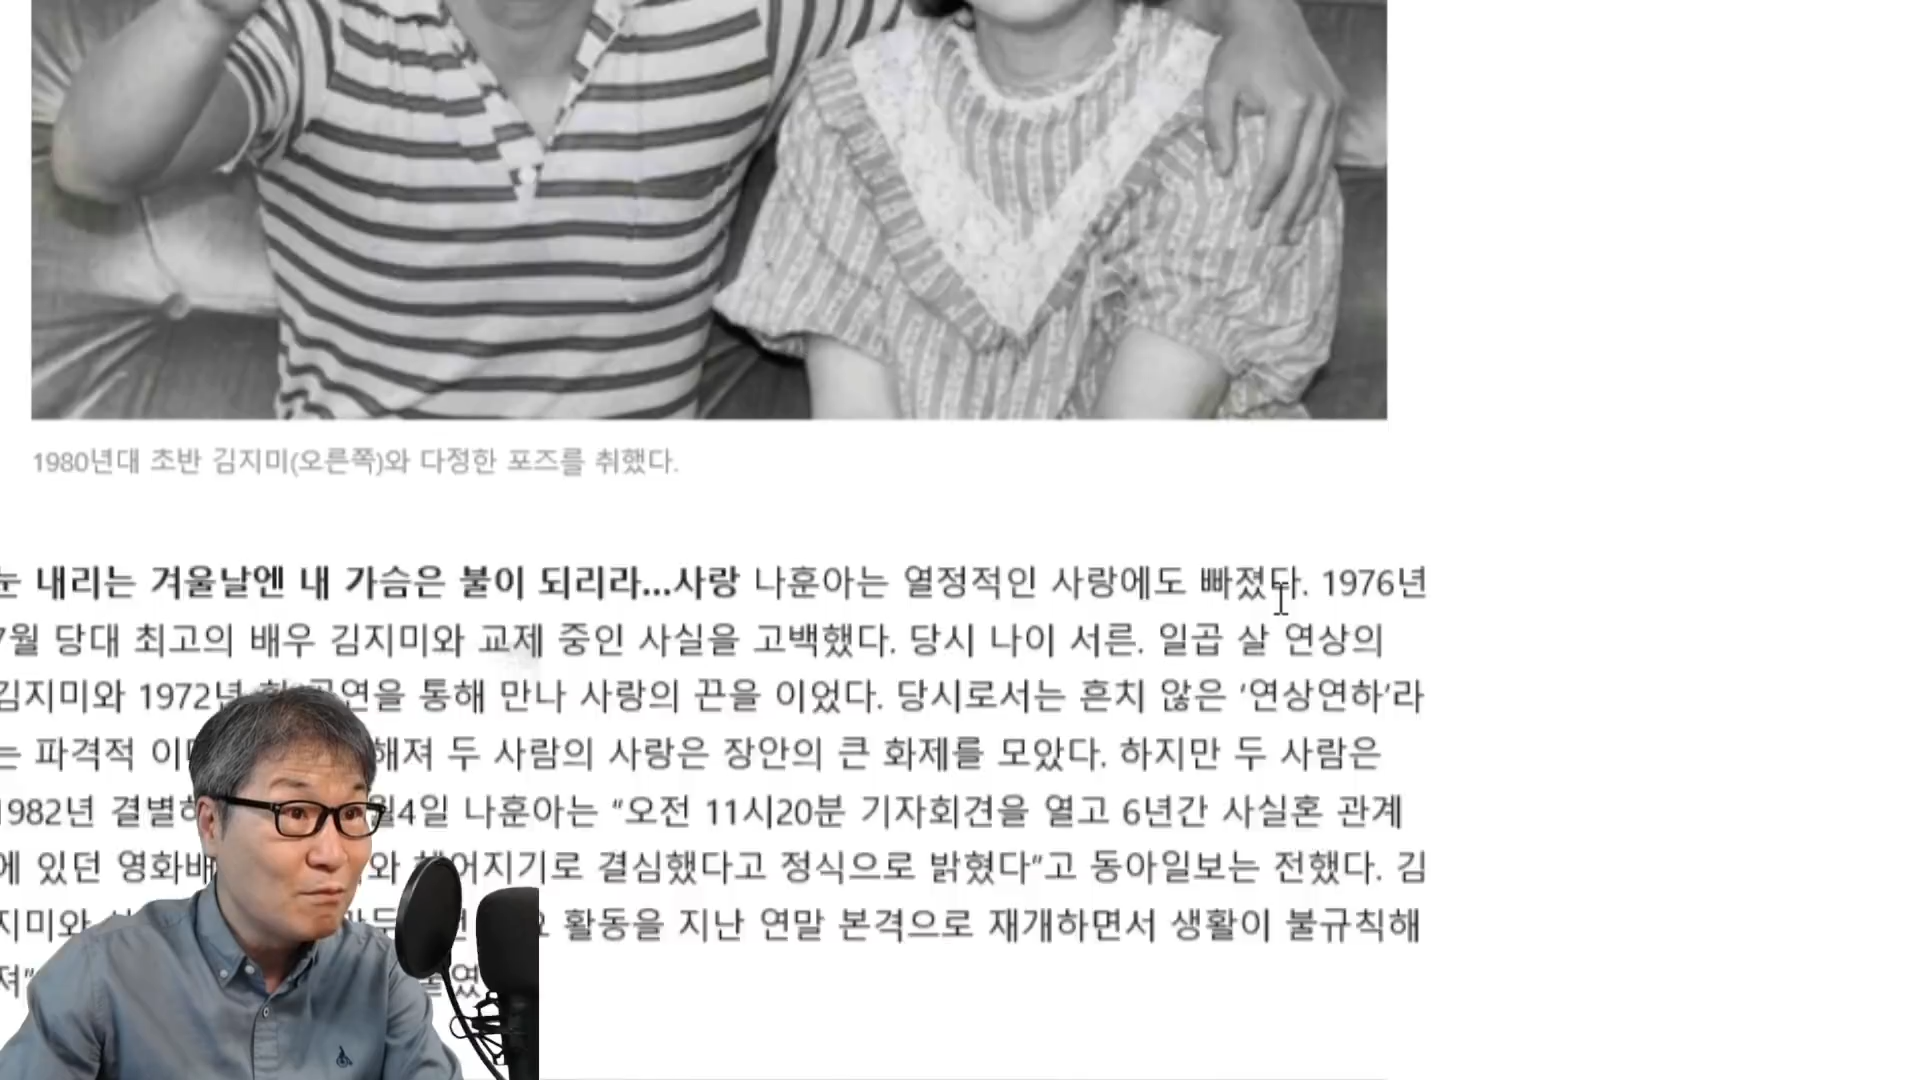 1980년대 초반 김지미(오른쪽)와 다정한 포즈를 취했다.
눈 내리는 겨울날엔 내 가슴은 불이 되리라...사랑 나훈아는 열정적인 사랑에도 빠졌다. 1976년
7월 당대 최고의 배우 김지미와 교제 중인 사실을 고백했다. 당시 나이 서른. 일곱 살 연상의
김지미와 1972년 한 공연을 통해 만나 사랑의 끈을 이었다. 당시로서는 흔치 않은 ‘연상연하’라
는 파격적 해져 두 사람의 사랑은 장안의 큰 화제를 모았다. 하지만 두 사람은
1982년 결별 월4일 나훈아는 “오전 11시20분 기자회견을 열고 6년간 사실혼 관계
에 있던 영화배 와 헤어지기로 결심했다고 정식으로 밝혔다”고 동아일보는 전했다. 김
지미와 활동을 지난 연말 본격으로 재개하면서 생활이 불규칙해
져”